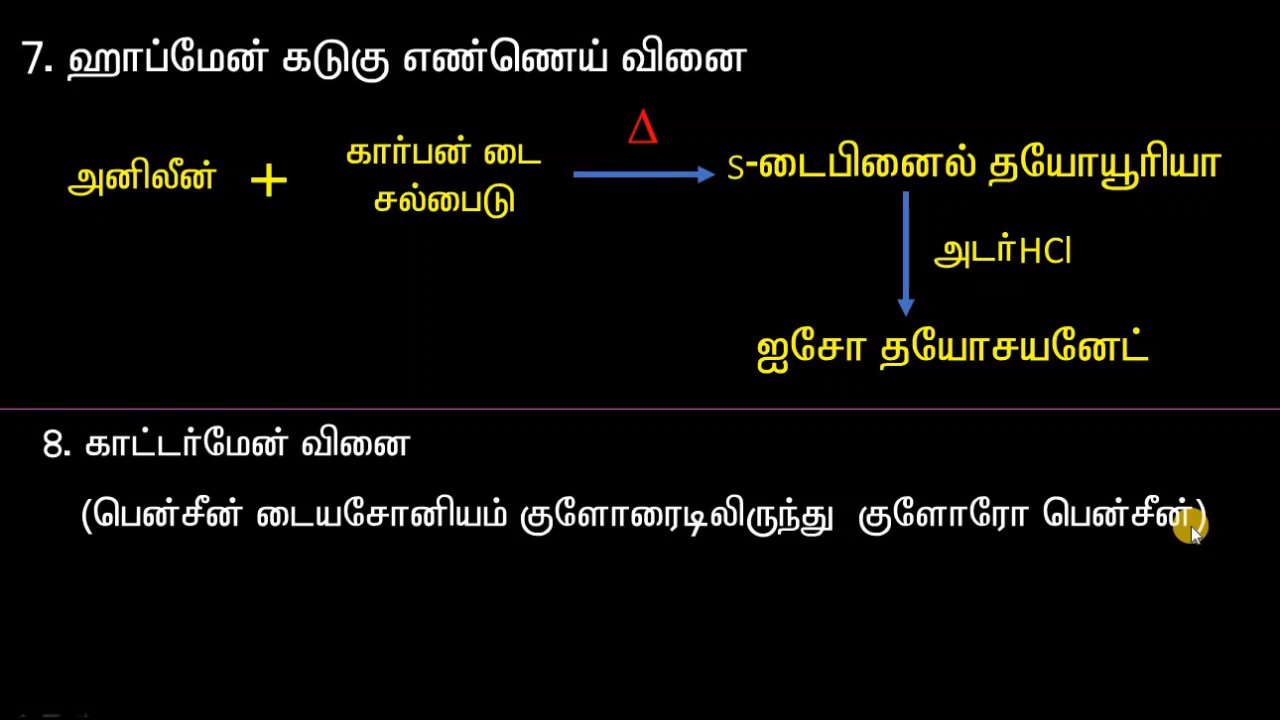 7. ஹாப்மேன் கடுகு எண்ணெய் வினை
அனிலீன் + கார்பன் டை சல்பைடு
Δ
S-டைபினைல் தயோயூரியா
அடர்HCl
ஐசோ தயோசயனேட்
8. காட்டர்மேன் வினை
(பென்சீன் டையசோனியம் குளோரைடிலிருந்து குளோரோ பென்சீன்)